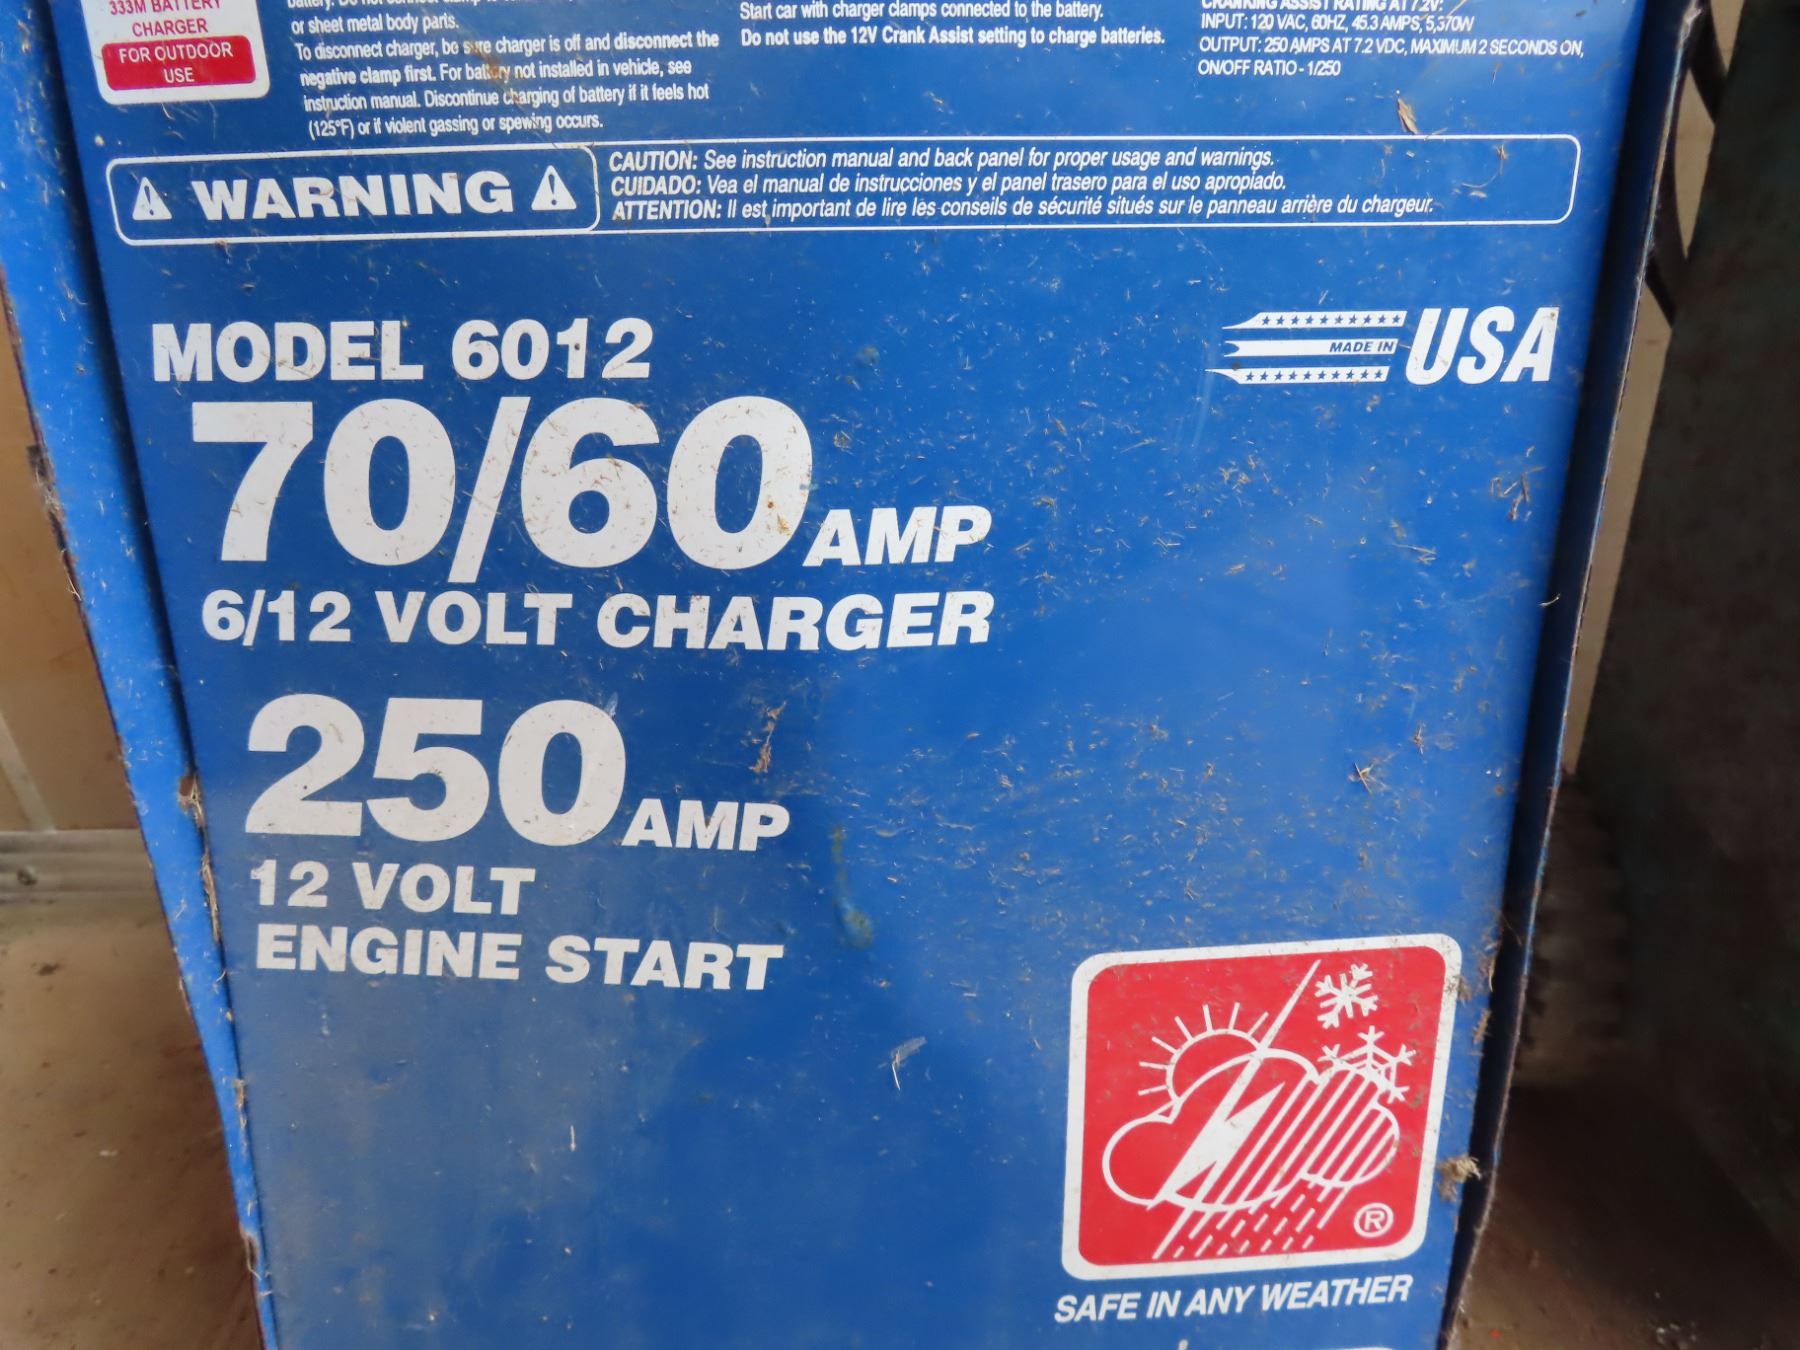 333M BATTERY
CHARGER
FOR OUTDOOR
USE
or sheet metal body parts.
To disconnect charger, be sure charger is off and disconnect the
negative clamp first. For battery not installed in vehicle, see
instruction manual. Discontinue charging of battery if it feels hot
(125°F) or if violent gassing or spewing occurs.
Start car with charger clamps connected to the battery.
Do not use the 12V Crank Assist setting to charge batteries.
CRANKING ASSIST RATING AT 7.2V:
INPUT: 120 VAC, 60HZ, 45.3 AMPS, 5,370W
OUTPUT: 250 AMPS AT 7.2 VDC, MAXIMUM 2 SECONDS ON,
ON/OFF RATIO - 1/250
WARNING
CAUTION: See instruction manual and back panel for proper usage and warnings.
CUIDADO: Vea el manual de instrucciones y el panel trasero para el uso apropiado.
ATTENTION: Il est important de lire les conseils de sécurité situés sur le panneau arrière du chargeur.
MODEL 6012
MADE IN USA
70/60 AMP
6/12 VOLT CHARGER
250 AMP
12 VOLT
ENGINE START
®
SAFE IN ANY WEATHER